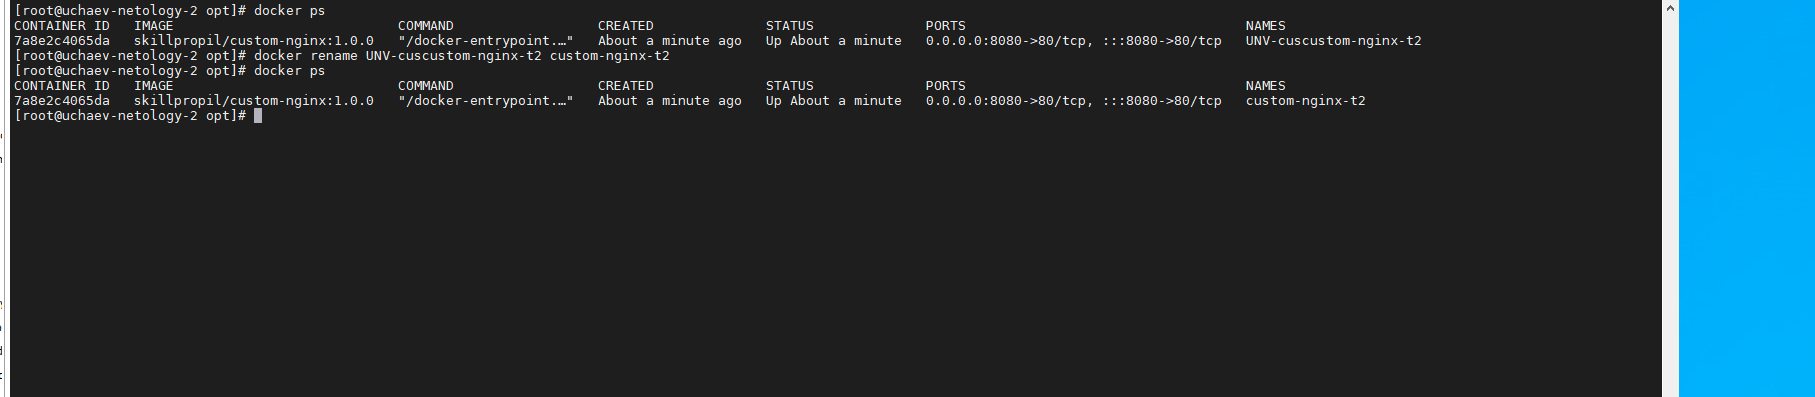 [root@uchaev-netology-2 opt]# docker ps
CONTAINER ID   IMAGE                          COMMAND                  CREATED              STATUS              PORTS                                   NAMES
7a8e2c4065da   skillpropil/custom-nginx:1.0.0   "/docker-entrypoint.…"   About a minute ago   Up About a minute   0.0.0.0:8080->80/tcp, :::8080->80/tcp   UNV-cuscustom-nginx-t2
[root@uchaev-netology-2 opt]# docker rename UNV-cuscustom-nginx-t2 custom-nginx-t2
[root@uchaev-netology-2 opt]# docker ps
CONTAINER ID   IMAGE                          COMMAND                  CREATED              STATUS              PORTS                                   NAMES
7a8e2c4065da   skillpropil/custom-nginx:1.0.0   "/docker-entrypoint.…"   About a minute ago   Up About a minute   0.0.0.0:8080->80/tcp, :::8080->80/tcp   custom-nginx-t2
[root@uchaev-netology-2 opt]#